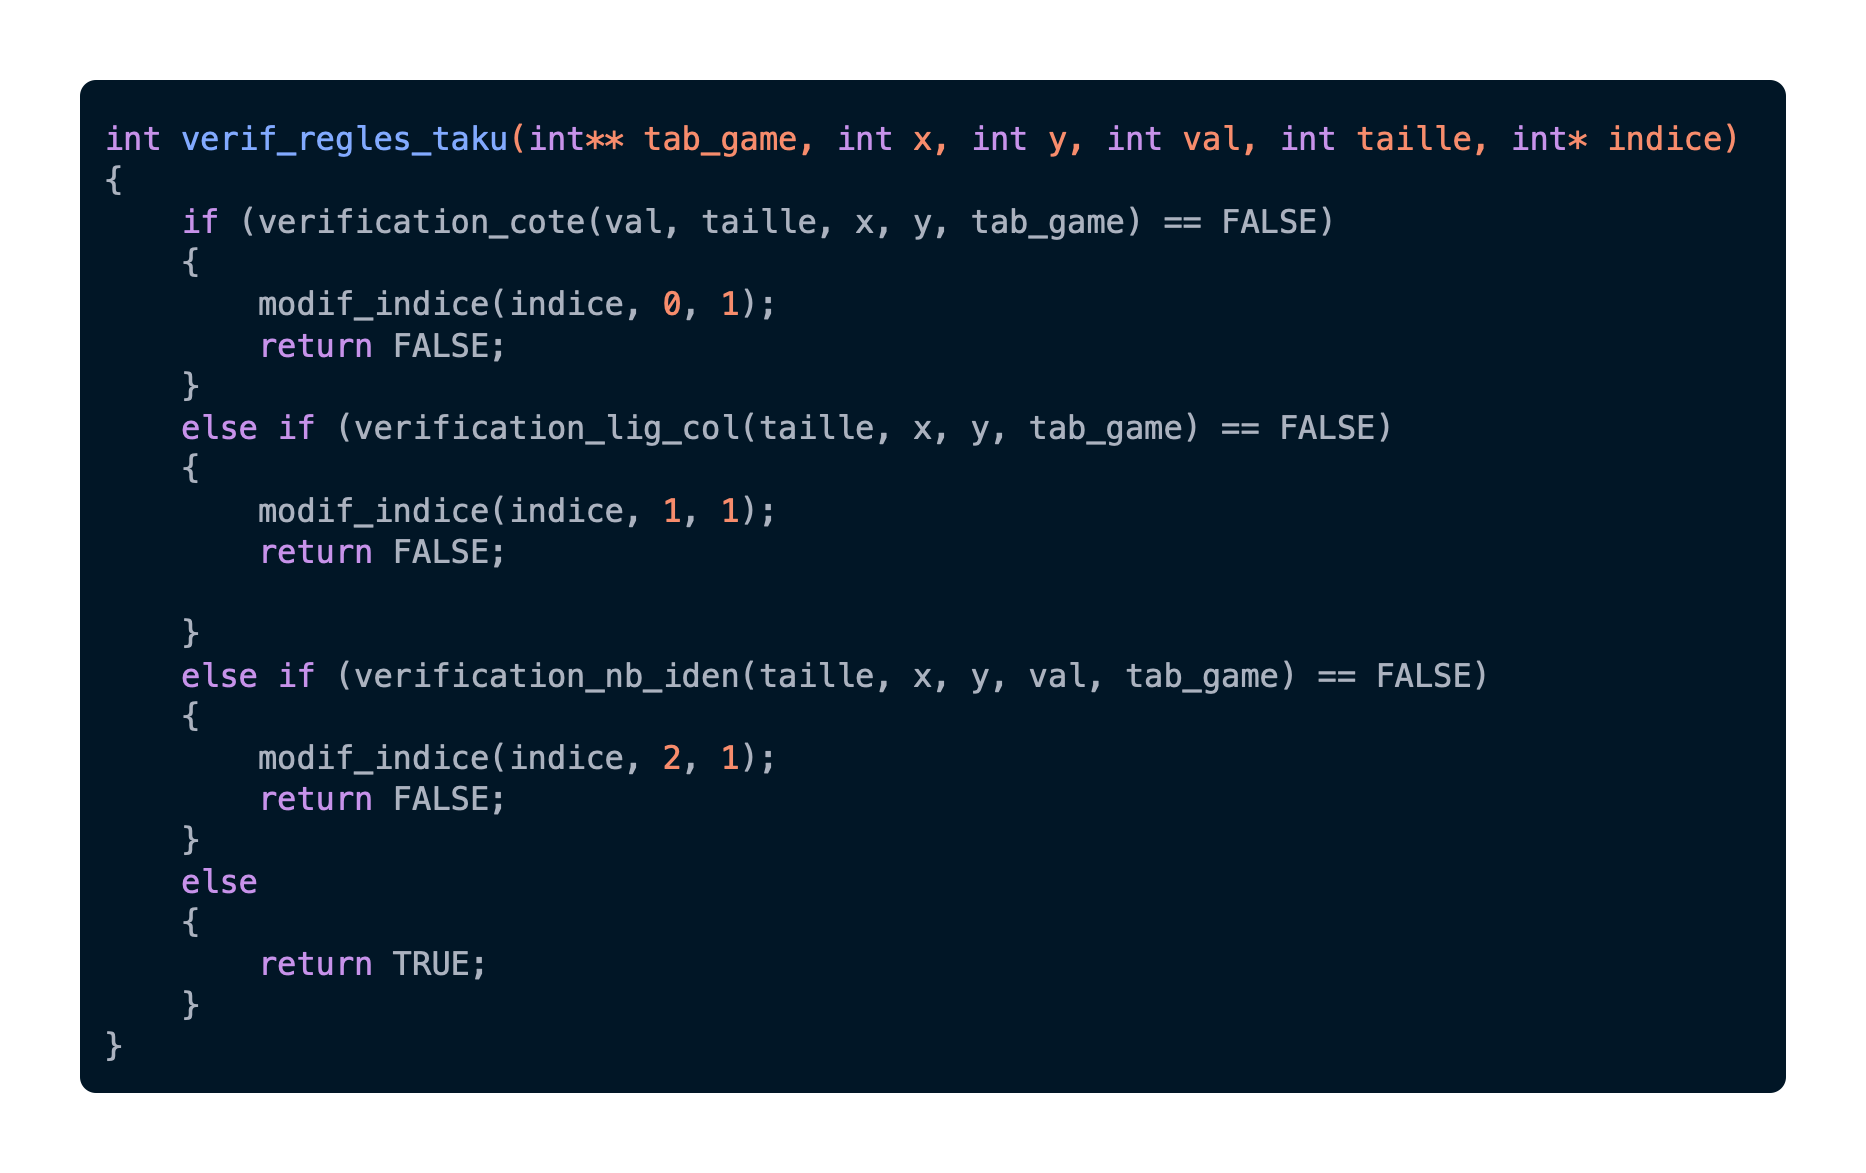 int verif_regles_taku(int** tab_game, int x, int y, int val, int taille, int* indice)
{
    if (verification_cote(val, taille, x, y, tab_game) == FALSE)
    {
        modif_indice(indice, 0, 1);
        return FALSE;
    }
    else if (verification_lig_col(taille, x, y, tab_game) == FALSE)
    {
        modif_indice(indice, 1, 1);
        return FALSE;

    }
    else if (verification_nb_iden(taille, x, y, val, tab_game) == FALSE)
    {
        modif_indice(indice, 2, 1);
        return FALSE;
    }
    else
    {
        return TRUE;
    }
}